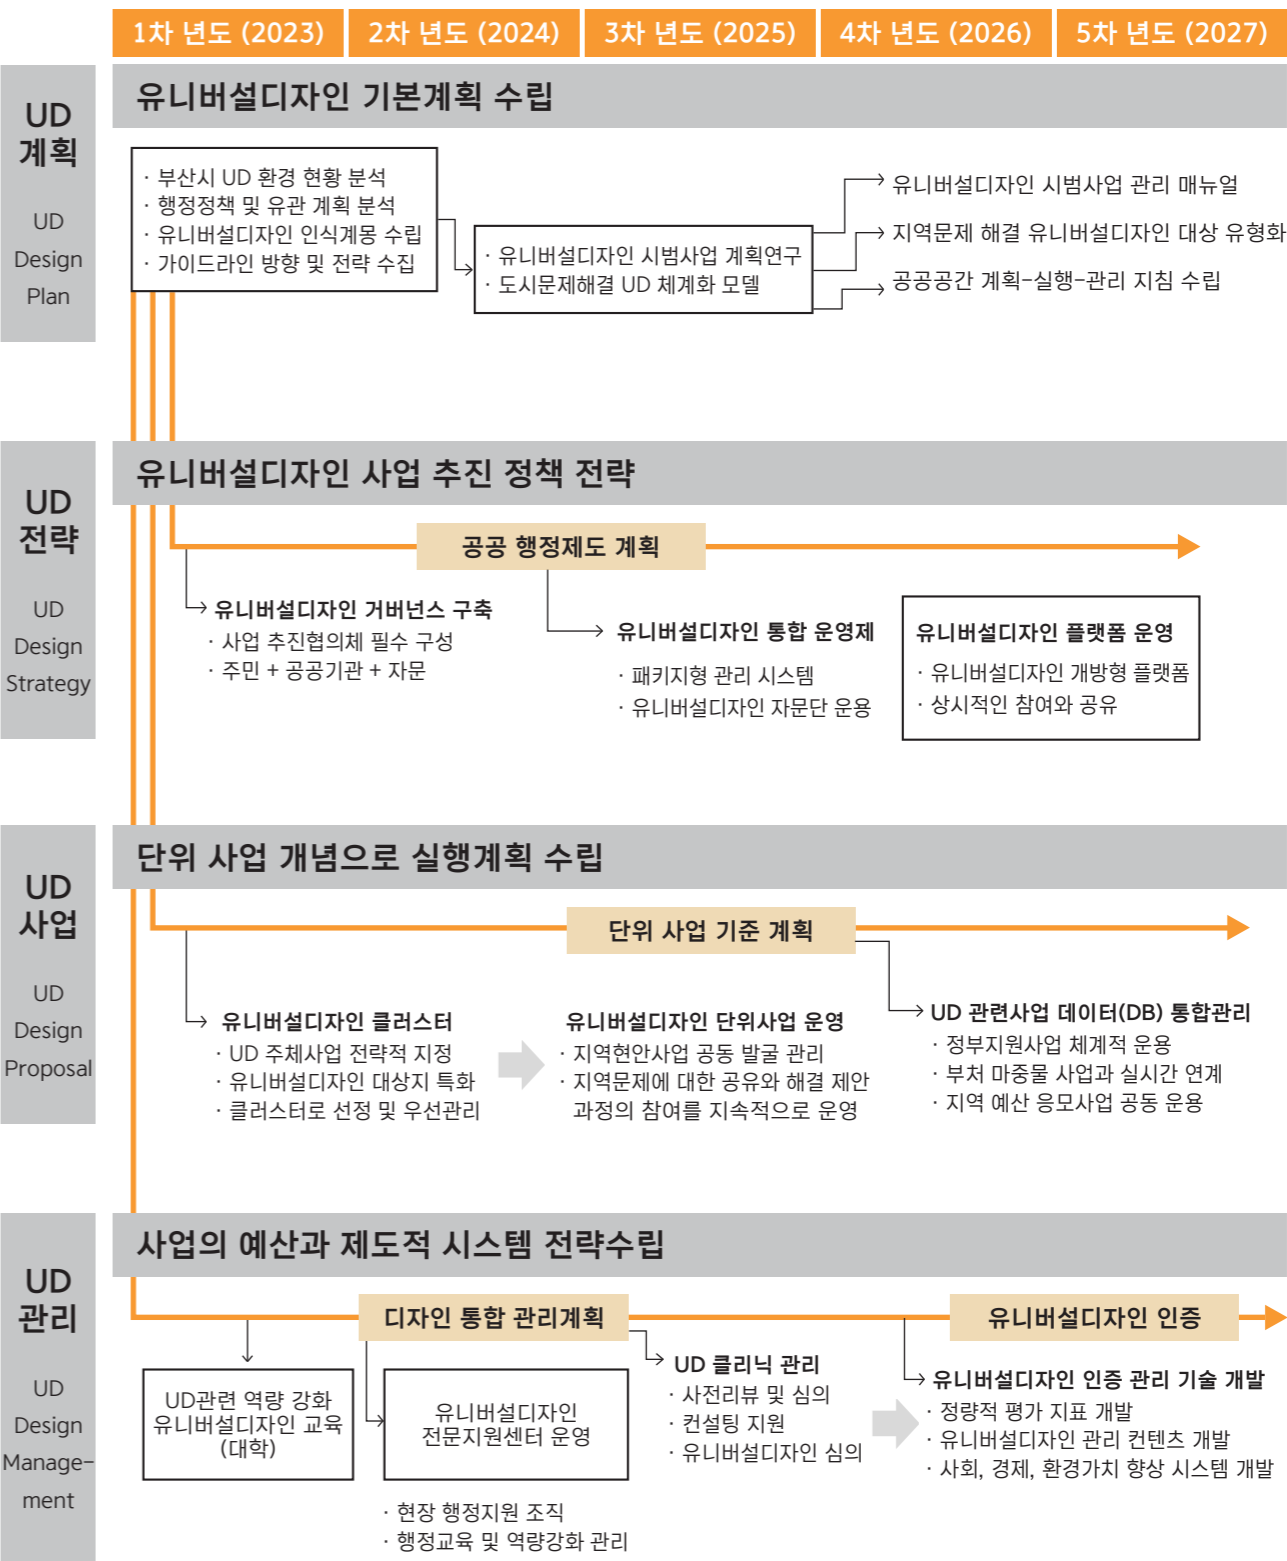 1차 년도 (2023)
2차 년도 (2024)
3차 년도 (2025)
4차 년도 (2026)
5차 년도 (2027)
UD
계획
UD
Design
Plan
유니버설디자인 기본계획 수립
· 부산시 UD 환경 현황 분석
· 행정정책 및 유관 계획 분석
· 유니버설디자인 인식계몽 수립
· 가이드라인 방향 및 전략 수집
· 유니버설디자인 시범사업 계획연구
· 도시문제해결 UD 체계화 모델
유니버설디자인 시범사업 관리 매뉴얼
지역문제 해결 유니버설디자인 대상 유형화
공공공간 계획-실행-관리 지침 수립
UD
전략
UD
Design
Strategy
유니버설디자인 사업 추진 정책 전략
공공 행정제도 계획
유니버설디자인 거버넌스 구축
· 사업 추진협의체 필수 구성
· 주민 + 공공기관 + 자문
유니버설디자인 통합 운영제
· 패키지형 관리 시스템
· 유니버설디자인 자문단 운용
유니버설디자인 플랫폼 운영
· 유니버설디자인 개방형 플랫폼
· 상시적인 참여와 공유
UD
사업
UD
Design
Proposal
단위 사업 개념으로 실행계획 수립
단위 사업 기준 계획
유니버설디자인 클러스터
· UD 주체사업 전략적 지정
· 유니버설디자인 대상지 특화
· 클러스터로 선정 및 우선관리
유니버설디자인 단위사업 운영
· 지역현안사업 공동 발굴 관리
· 지역문제에 대한 공유와 해결 제안
과정의 참여를 지속적으로 운영
UD 관련사업 데이터(DB) 통합관리
· 정부지원사업 체계적 운용
· 부처 마중물 사업과 실시간 연계
· 지역 예산 응모사업 공동 운용
UD
관리
UD
Design
Manage-
ment
사업의 예산과 제도적 시스템 전략수립
디자인 통합 관리계획
유니버설디자인 인증
UD관련 역량 강화
유니버설디자인 교육
(대학)
유니버설디자인
전문지원센터 운영
· 현장 행정지원 조직
· 행정교육 및 역량강화 관리
UD 클리닉 관리
· 사전리뷰 및 심의
· 컨설팅 지원
· 유니버설디자인 심의
유니버설디자인 인증 관리 기술 개발
· 정량적 평가 지표 개발
· 유니버설디자인 관리 컨텐츠 개발
· 사회, 경제, 환경가치 향상 시스템 개발